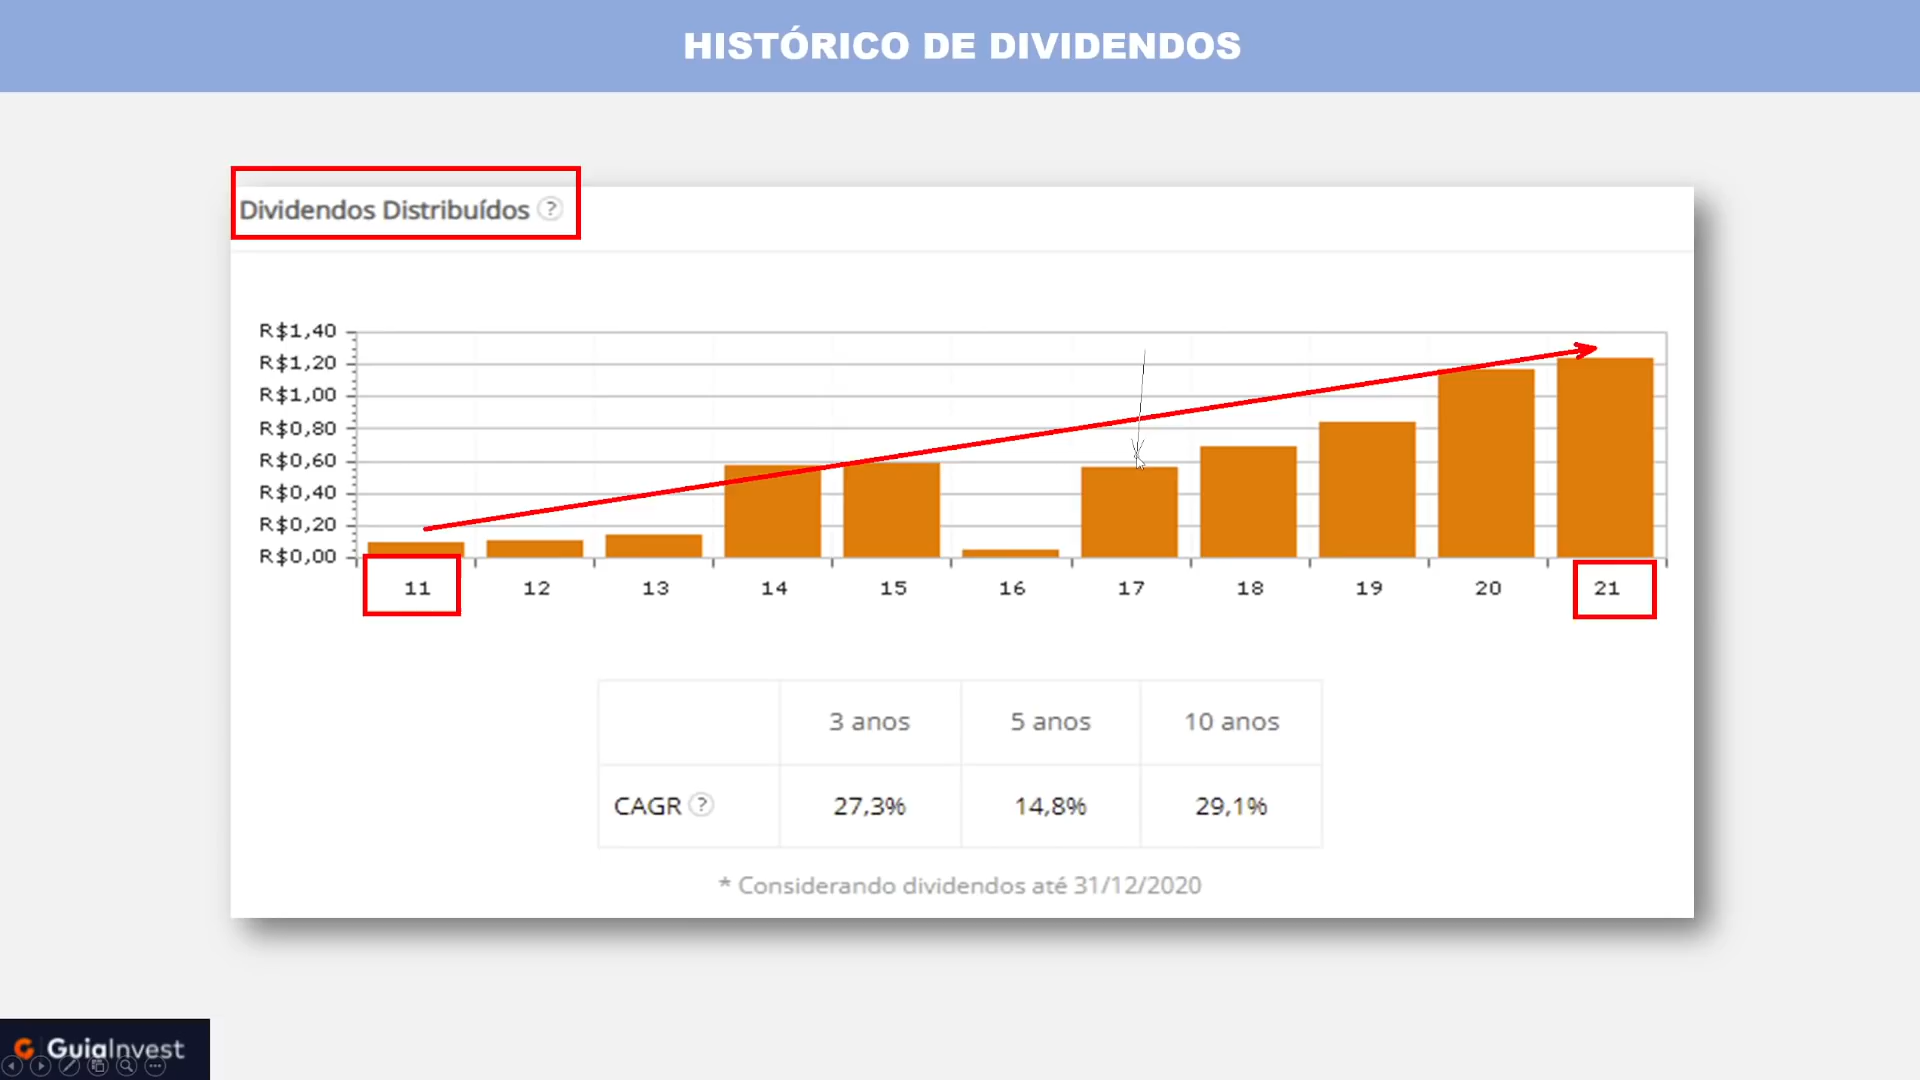 HISTÓRICO DE DIVIDENDOS
Dividendos Distribuídos ?
R$1,40
R$1,20
R$1,00
R$0,80
R$0,60
R$0,40
R$0,20
R$0,00
11 12 13 14 15 16 17 18 19 20 21
3 anos 5 anos 10 anos
CAGR ? 27,3% 14,8% 29,1%
* Considerando dividendos até 31/12/2020
GuiaInvest